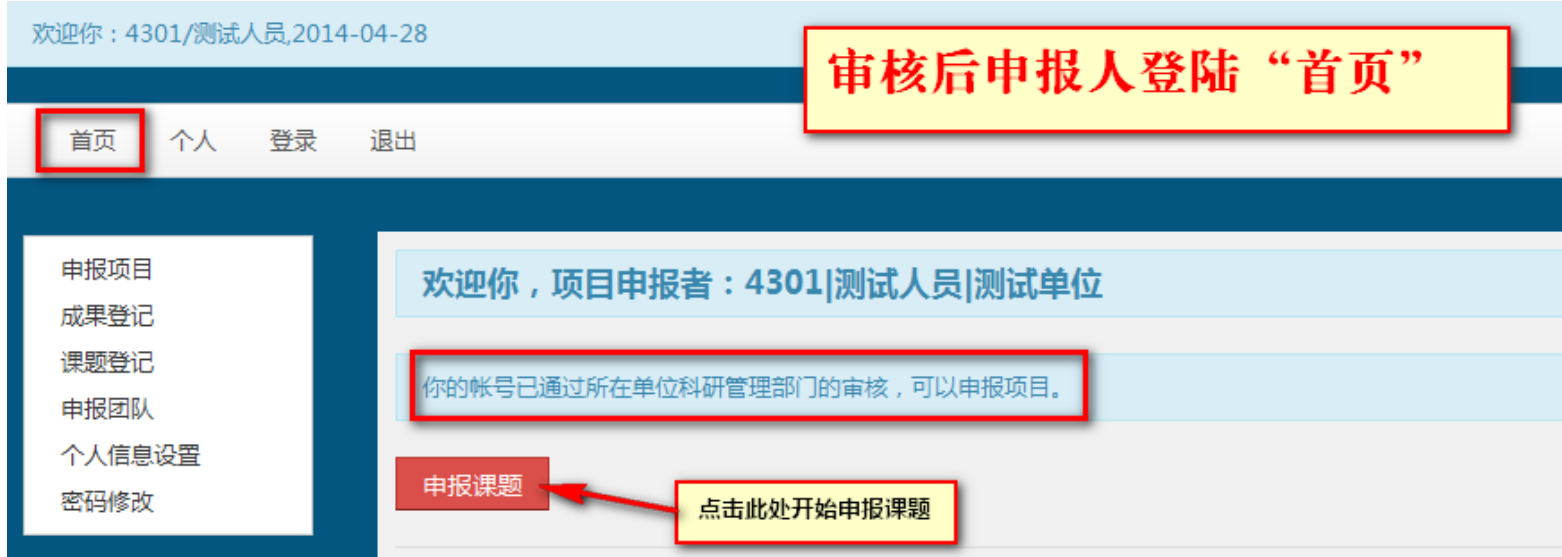 欢迎你：4301/测试人员,2014-04-28
审核后申报人登陆“首页”
首页 个人 登录 退出
申报项目
成果登记
课题登记
申报团队
个人信息设置
密码修改
欢迎你，项目申报者：4301|测试人员|测试单位
你的帐号已通过所在单位科研管理部门的审核，可以申报项目。
申报课题
点击此处开始申报课题